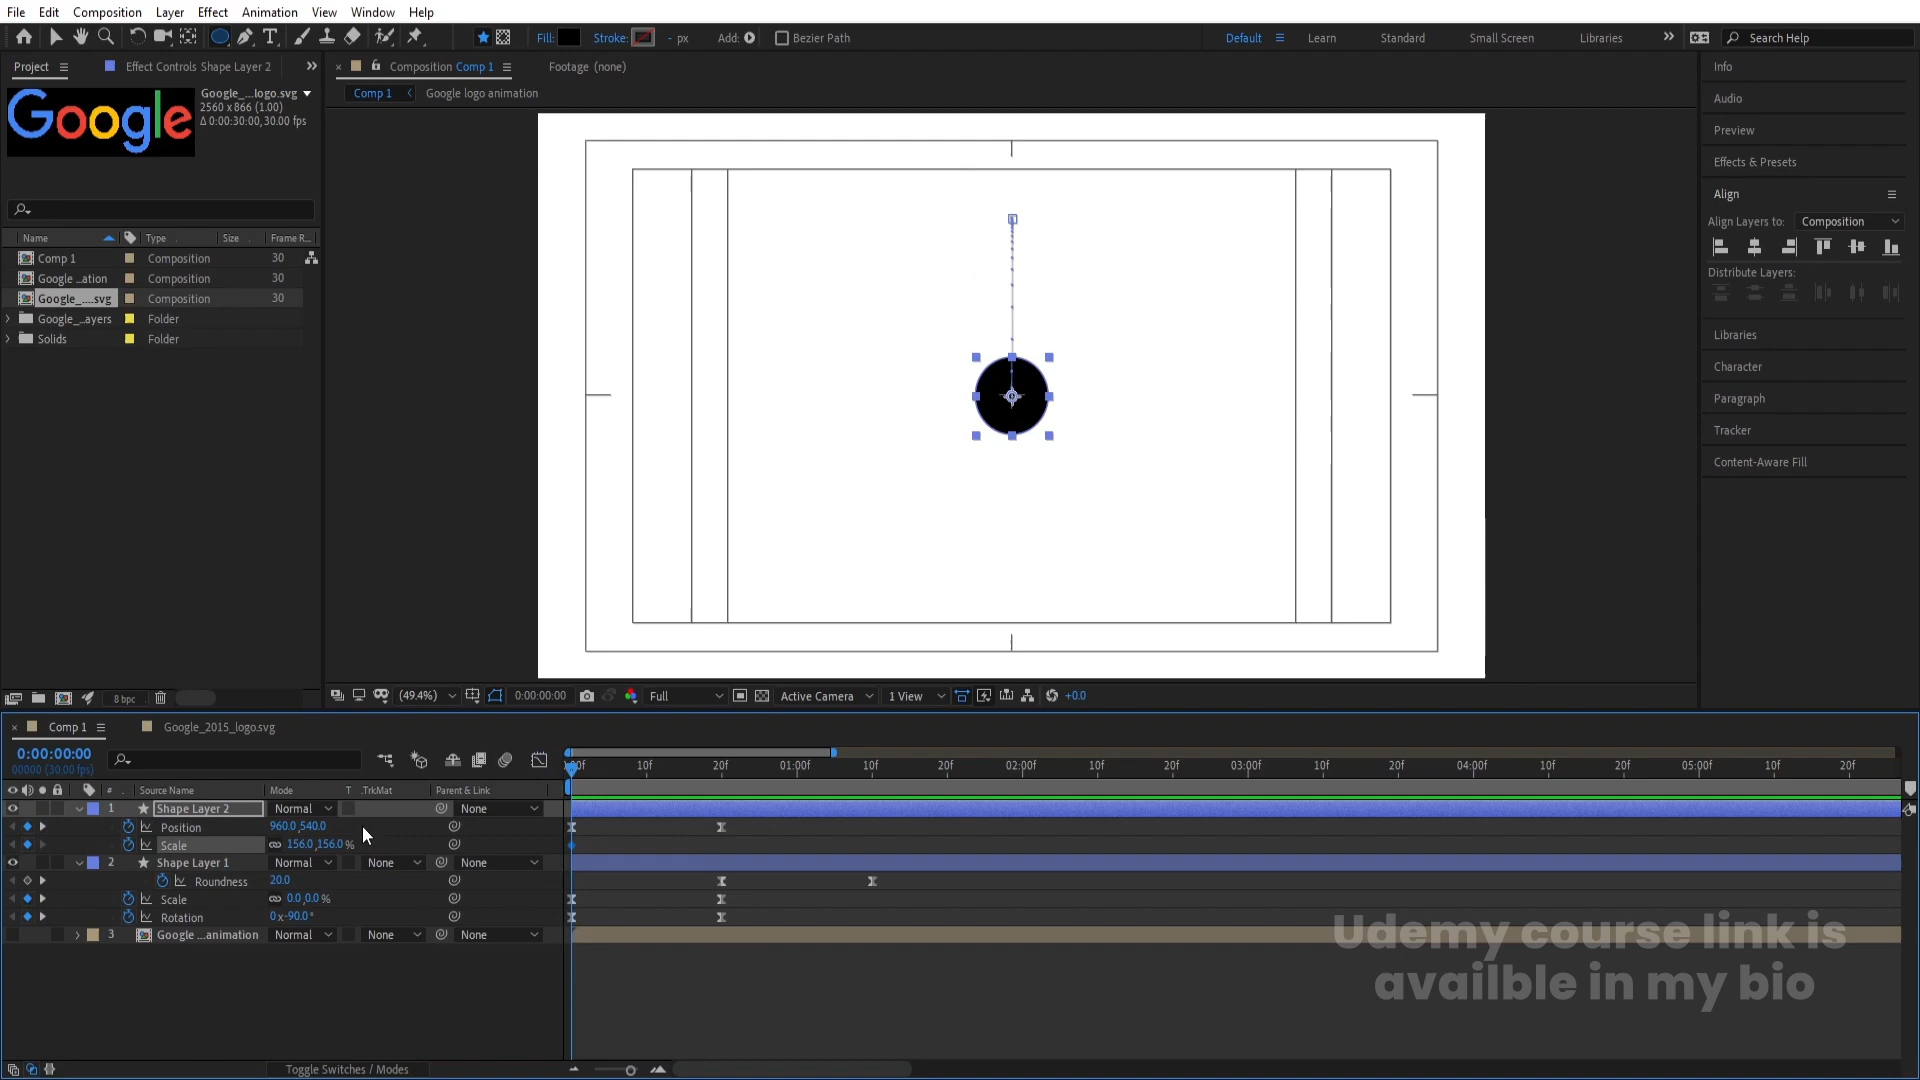 File Edit Composition Layer Effect Animation View Window Help
Fill: Stroke: - px Add: Bezier Path Default Learn Standard Small Screen Libraries Search Help
Project Effect Controls Shape Layer 2 Composition Comp 1 Footage (none) Info
Google_...logo.svg
2560 x 866 (1.00)
Δ 0:00:30:00, 30.00 fps
Google
Comp 1 Google logo animation
Audio
Preview
Effects & Presets
Align
Align Layers to: Composition
Distribute Layers:
Libraries
Character
Paragraph
Tracker
Content-Aware Fill
Name Type Size Frame R...
Comp 1 Composition 30
Google ...ation Composition 30
Google_....svg Composition 30
Google_...ayers Folder
Solids Folder
8 bpc (49.4%) 0:00:00:00 Full Active Camera 1 View +0.0
Comp 1 Google_2015_logo.svg
0:00:00:00
00000 (30.00 fps)
10f 20f 01:00f 10f 20f 02:00f 10f 20f 03:00f 10f 20f 04:00f 10f 20f 05:00f 10f 20f
# Source Name Mode T .TrkMat Parent & Link
1 Shape Layer 2 Normal None
Position 960.0,540.0
Scale 156.0,156.0%
2 Shape Layer 1 Normal None None
Roundness 20.0
Scale 0.0,0.0%
Rotation 0x-90.0°
3 Google ...animation Normal None None
Udemy course link is
availble in my bio
Toggle Switches / Modes